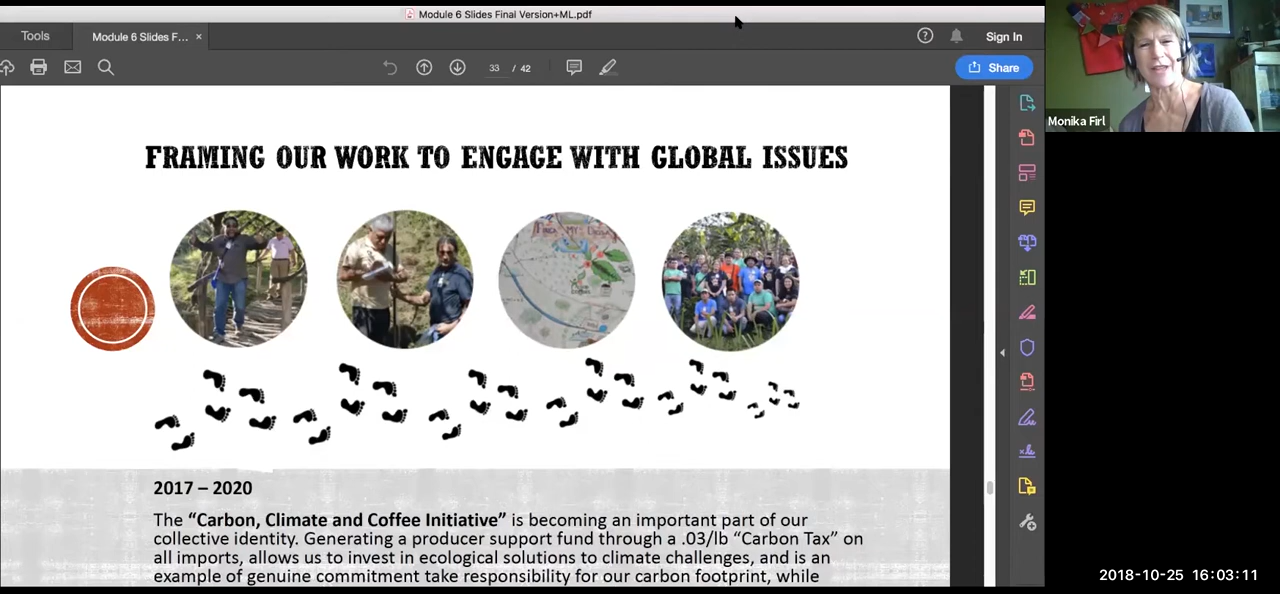 Module 6 Slides Final Version+ML.pdf
Tools
Module 6 Slides F... ×
? Sign In
33 / 42
Share
Monika Firl
FRAMING OUR WORK TO ENGAGE WITH GLOBAL ISSUES
2017 – 2020
The “Carbon, Climate and Coffee Initiative” is becoming an important part of our
collective identity. Generating a producer support fund through a .03/lb “Carbon Tax” on
all imports, allows us to invest in ecological solutions to climate challenges, and is an
example of genuine commitment take responsibility for our carbon footprint, while
2018-10-25 16:03:11